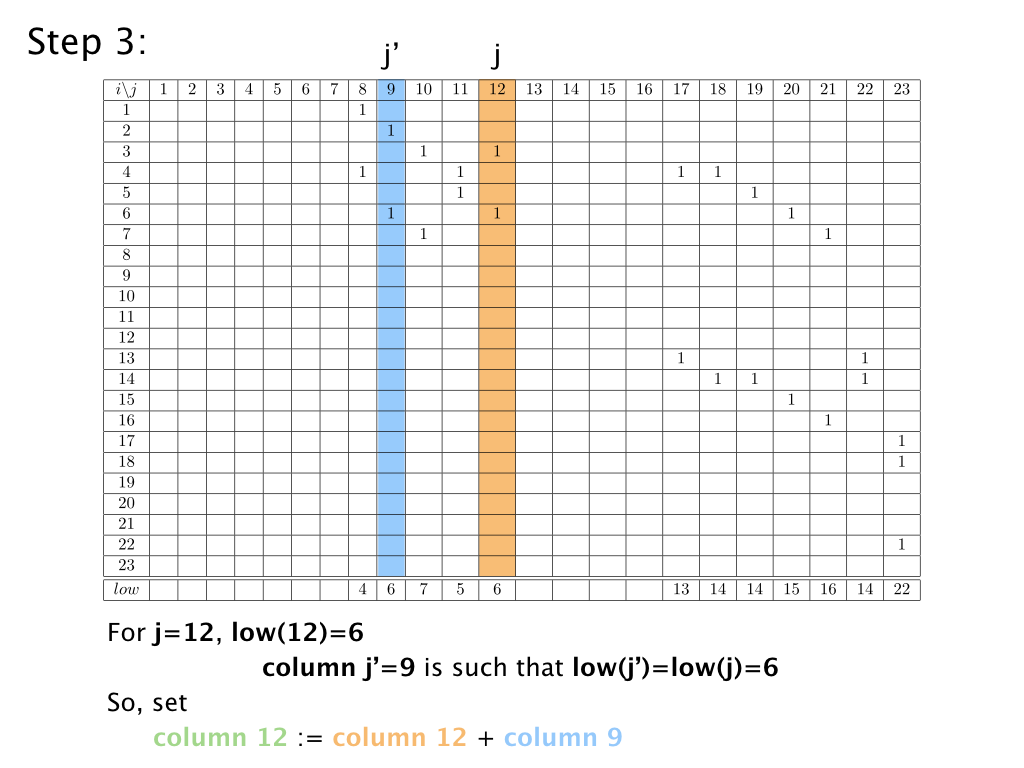 Step 3:
j’ j
i\j 1 2 3 4 5 6 7 8 9 10 11 12 13 14 15 16 17 18 19 20 21 22 23
1 1
2 1
3 1 1
4 1 1 1 1
5 1 1
6 1 1 1
7 1 1
8
9
10
11
12
13 1 1
14 1 1 1
15 1
16 1
17 1
18 1
19
20
21
22 1
23
low 4 6 7 5 6 13 14 14 15 16 14 22
For j=12, low(12)=6
column j’=9 is such that low(j’)=low(j)=6
So, set
column 12 := column 12 + column 9